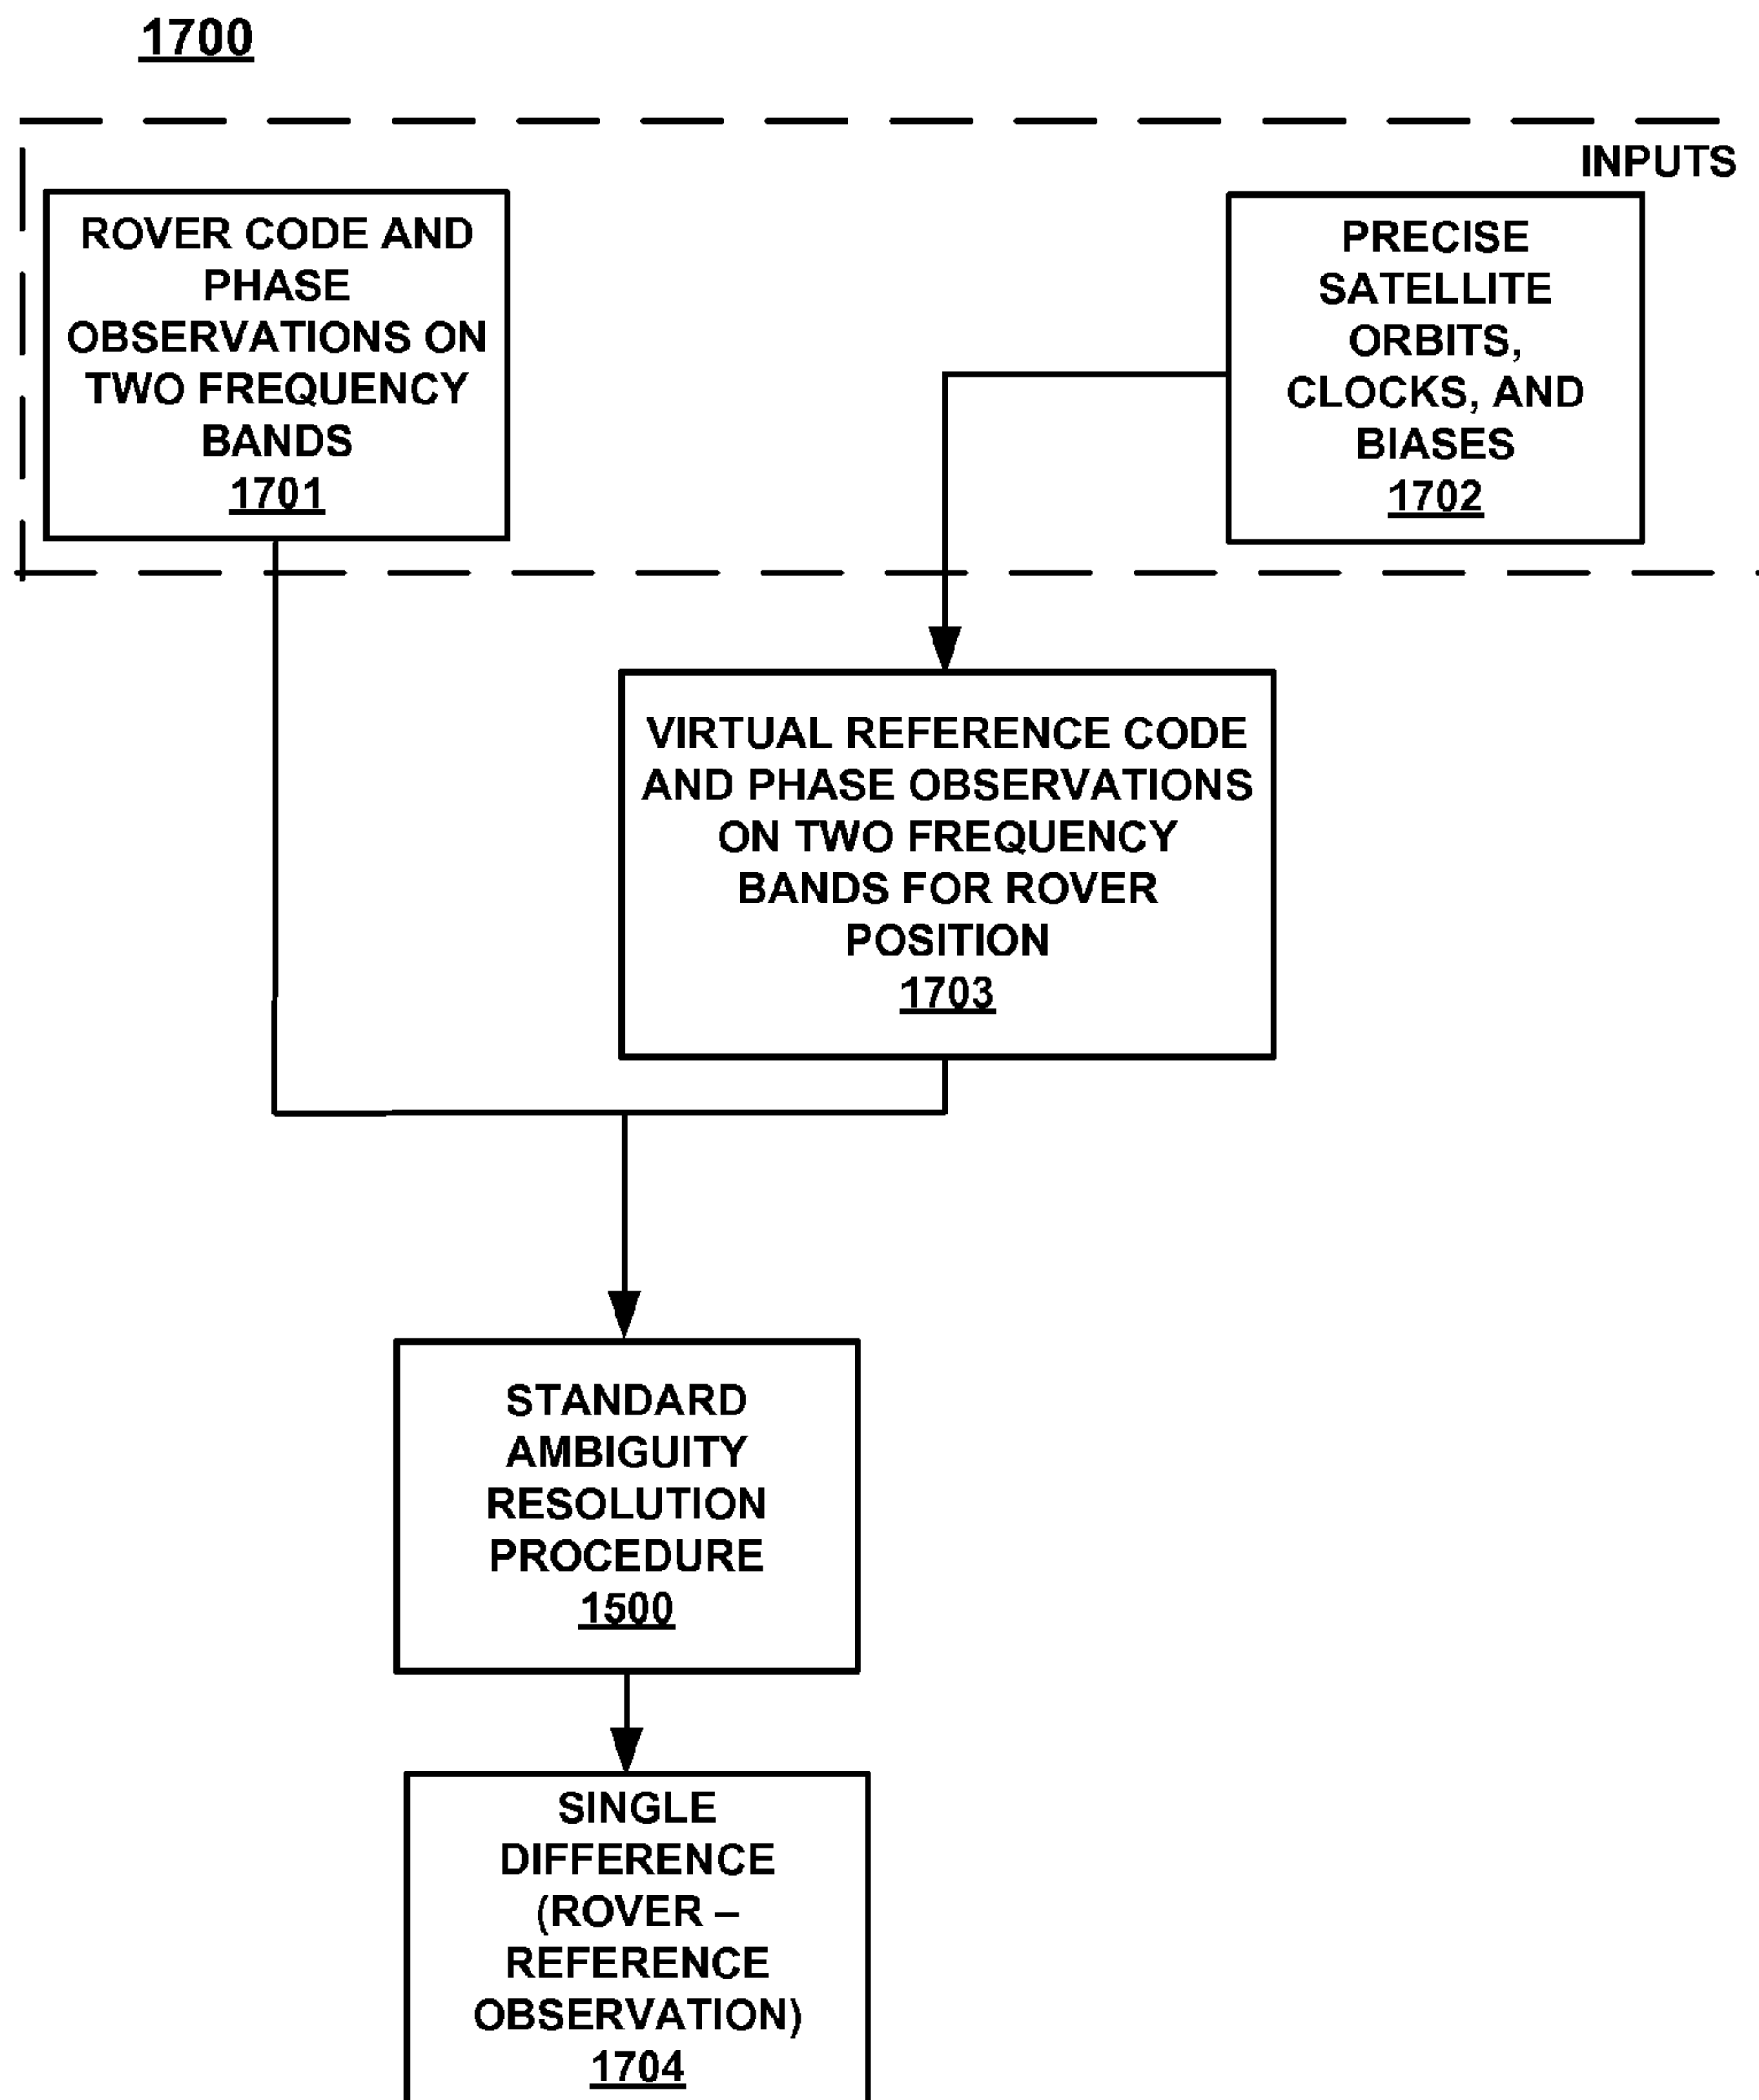 1700
INPUTS
ROVER CODE AND
PHASE
OBSERVATIONS ON
TWO FREQUENCY
BANDS
1701
PRECISE
SATELLITE
ORBITS,
CLOCKS, AND
BIASES
1702
VIRTUAL REFERENCE CODE
AND PHASE OBSERVATIONS
ON TWO FREQUENCY
BANDS FOR ROVER
POSITION
1703
STANDARD
AMBIGUITY
RESOLUTION
PROCEDURE
1500
SINGLE
DIFFERENCE
(ROVER –
REFERENCE
OBSERVATION)
1704